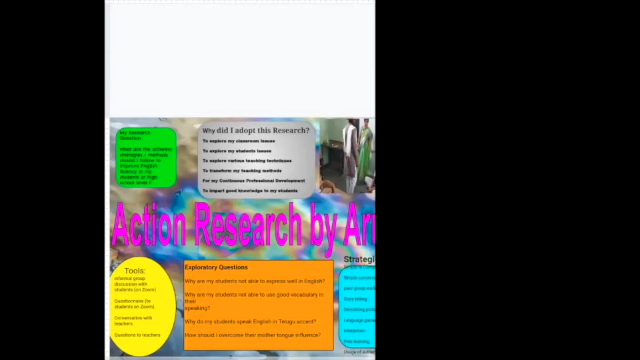 My Research
Question
What are the different
strategies / methods
should I follow to
improve English
fluency to my
students at high
school level ?
Why did I adopt this Research?
To explore my classroom issues
To explore my students issues
To explore various teaching techniques
To transform my teaching methods
For my Continuous Professional Development
To impart good knowledge to my students
Action Research by Ar
Tools:
Informal group
discussion with
students (on Zoom)
Questionnaire (to
students on Zoom)
Conversation with
teachers
Questions to teachers
Exploratory Questions
Why are my students not able to express well in English?
Why are my students not able to use good vocabulary in
their
speaking?
Why do my students speak English in Telugu accent?
How should I overcome their mother tongue influence?
Strategi
Story telling